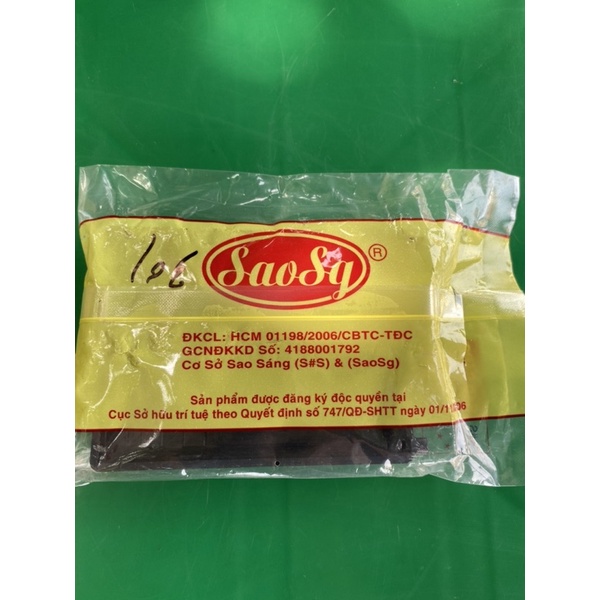 SaoSg ®
ĐKCL: HCM 01198/2006/CBTC-TĐC
GCNĐKKD Số: 4188001792
Cơ Sở Sao Sáng (S#S) & (SaoSg)
Sản phẩm được đăng ký độc quyền tại
Cục Sở hữu trí tuệ theo Quyết định số 747/QĐ-SHTT ngày